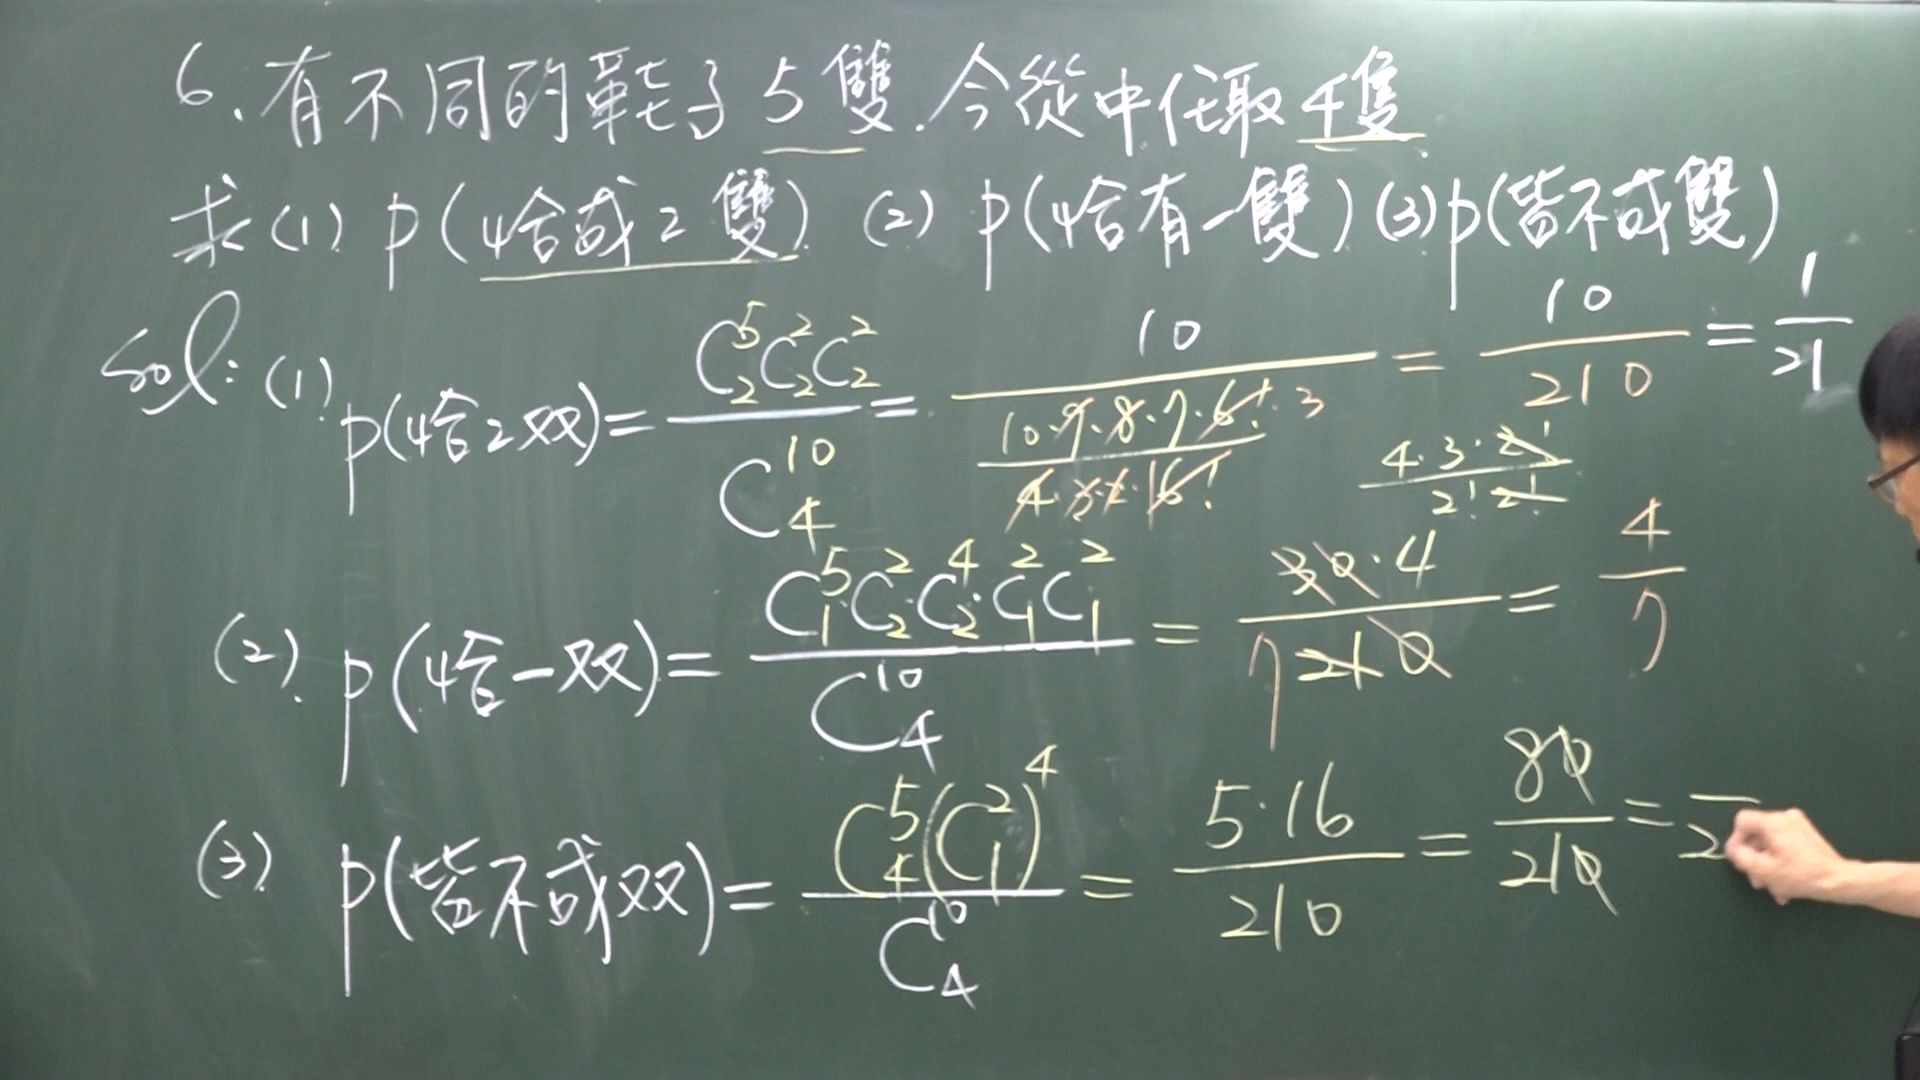 6. 有不同的鞋子5雙. 今從中任取4隻
求(1) P(4恰成2雙) (2) P(4恰有一雙) (3) P(皆不成雙)
Sol: (1) P(4恰2双) = C^5_2 C^2_2 C^2_2 / C^10_4 = 10 / (10·9·8·7·6! / 4·3·2·1·6!) 3 = 10/210 = 1/21
4·3·2! / 2!2!
(2). P(4恰一双) = C^5_1·C^2_2·C^4_2·C^2_1 C^2_1 / C^10_4 = 30·4 / 7 210 = 4/7
(3) P(皆不成双) = C^5_4 (C^2_1)^4 / C^10_4 = 5·16 / 210 = 80/210 = /2